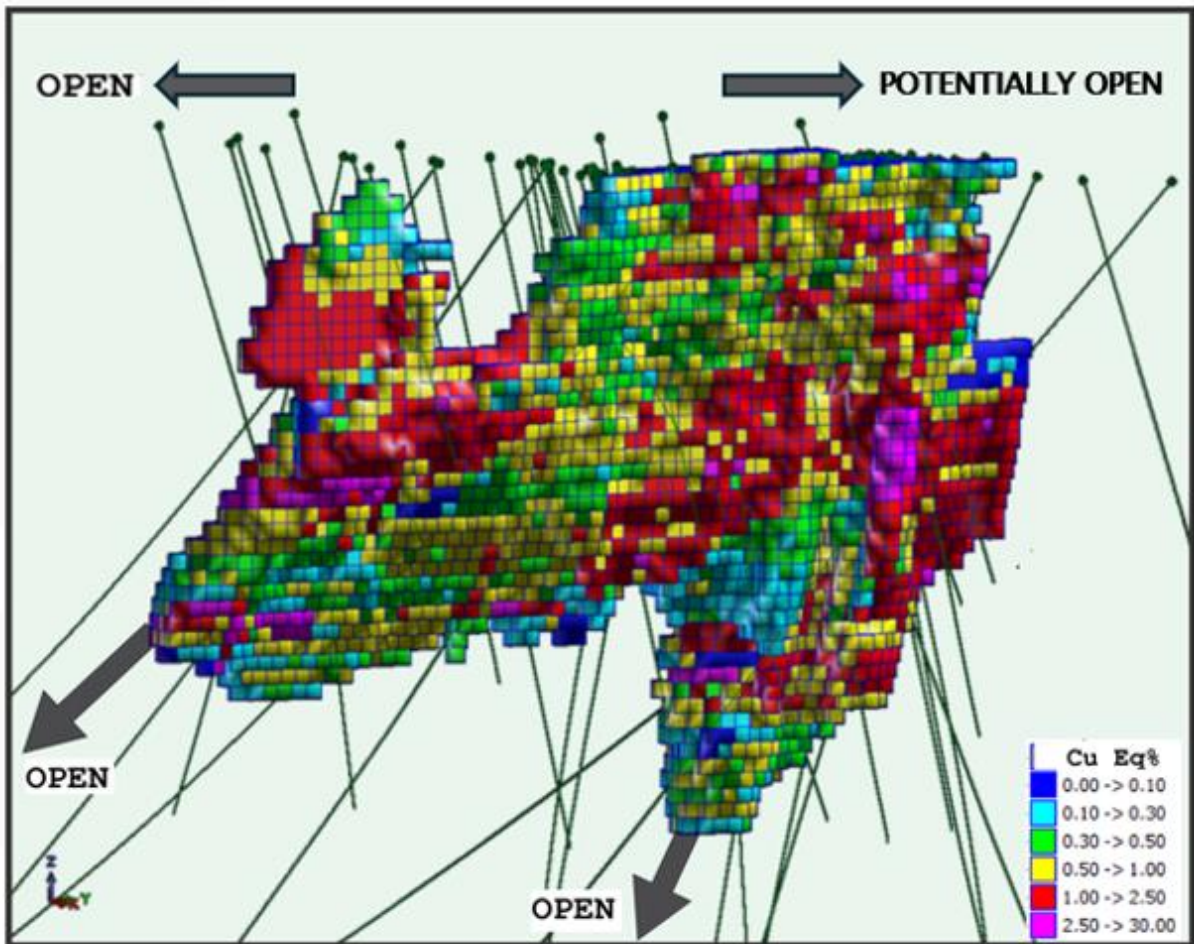 OPEN
POTENTIALLY OPEN
OPEN
OPEN
Cu Eq%
0.00 -> 0.10
0.10 -> 0.30
0.30 -> 0.50
0.50 -> 1.00
1.00 -> 2.50
2.50 -> 30.00
Z
Y